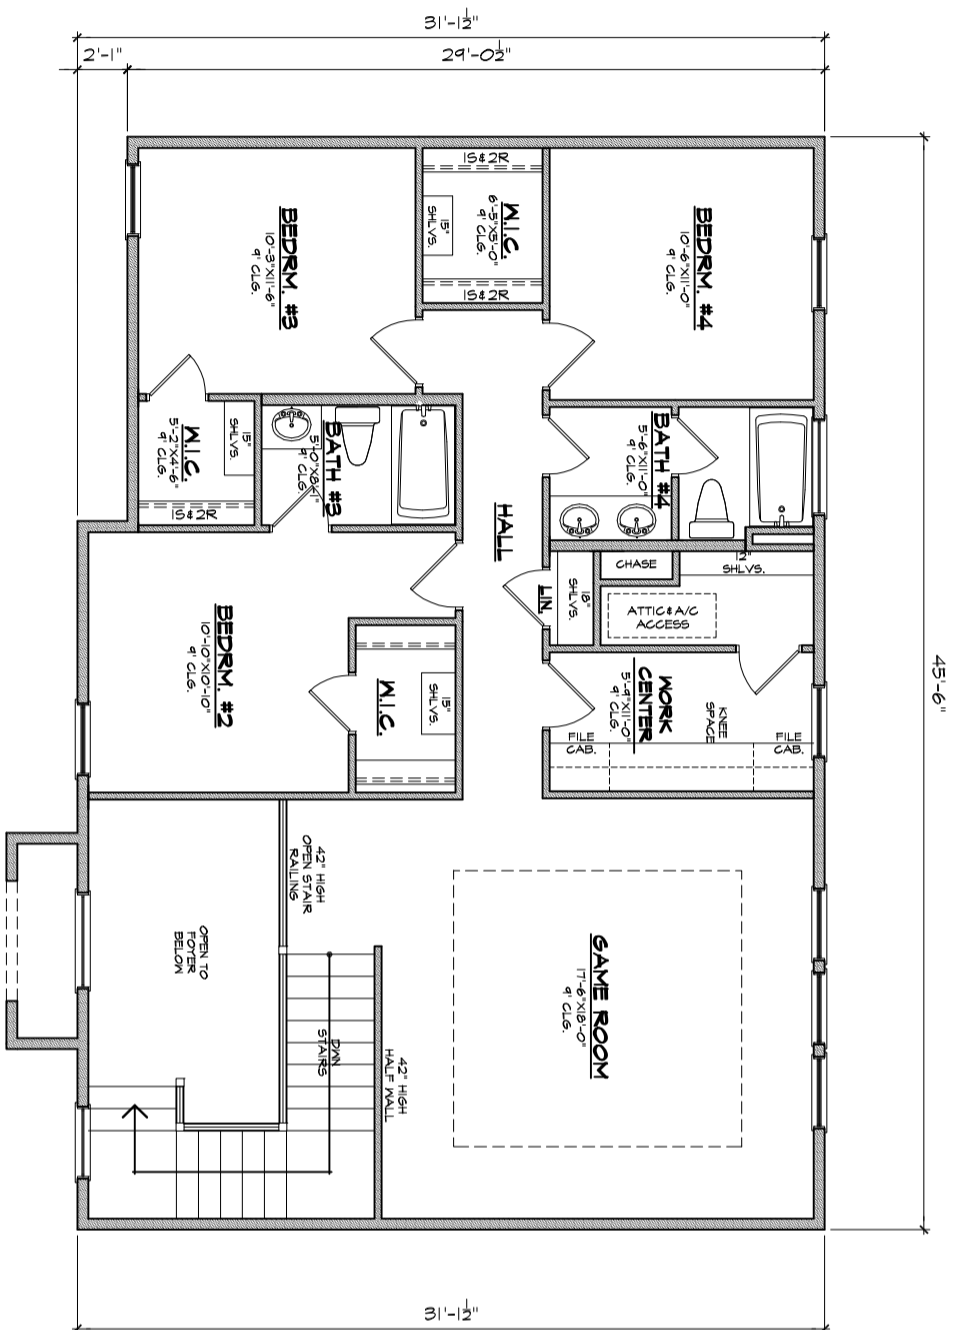 31'-1½"
2'-1"
29'-0½"
45'-6"
BEDRM. #3
10'-3"X11'-6"
9' CLG.
1S&2R
W.I.C.
6'-5"X5'-0"
9' CLG.
15"
SHLVS.
1S&2R
BEDRM. #4
10'-6"X11'-0"
9' CLG.
W.I.C.
5'-2"X4'-6"
9' CLG.
15"
SHLVS.
1S&2R
BATH #3
5'-0"X8'-1"
9' CLG.
HALL
BATH #4
5'-6"X11'-0"
9' CLG.
LIN.
18"
SHLVS.
CHASE
12"
SHLVS.
ATTIC & A/C
ACCESS
BEDRM. #2
10'-10"X10'-10"
9' CLG.
W.I.C.
15"
SHLVS.
WORK
CENTER
5'-9"X11'-0"
9' CLG.
KNEE
SPACE
FILE
CAB.
FILE
CAB.
42" HIGH
OPEN STAIR
RAILING
OPEN TO
FOYER
BELOW
DWN
STAIRS
42" HIGH
HALF WALL
GAME ROOM
17'-6"X18'-0"
9' CLG.
31'-1½"